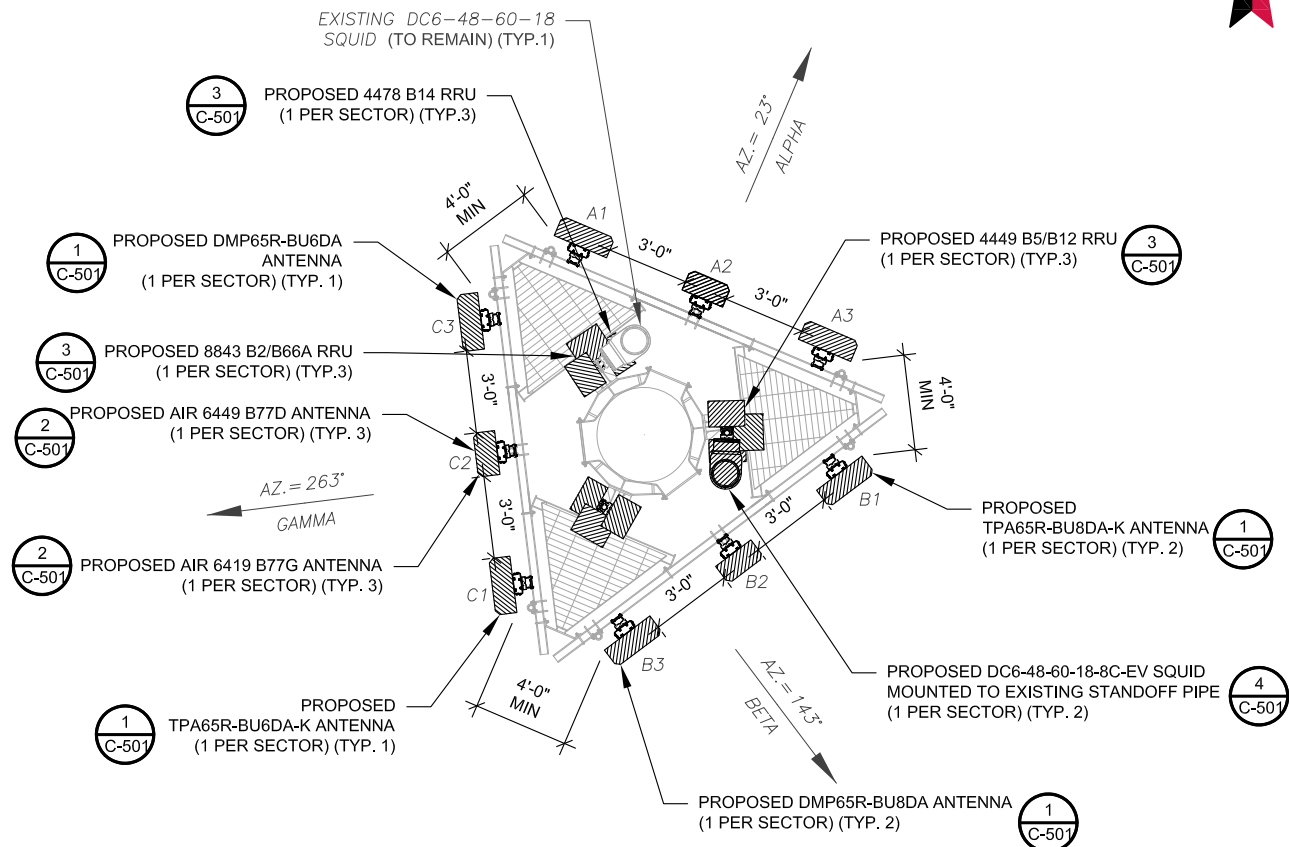 EXISTING DC6-48-60-18
SQUID (TO REMAIN) (TYP.1)
3
C-501
PROPOSED 4478 B14 RRU
(1 PER SECTOR) (TYP.3)
AZ.= 23°
ALPHA
4'-0"
MIN
A1
3'-0"
A2
3'-0"
A3
PROPOSED 4449 B5/B12 RRU
(1 PER SECTOR) (TYP.3)
3
C-501
1
C-501
PROPOSED DMP65R-BU6DA
ANTENNA
(1 PER SECTOR) (TYP. 1)
C3
3
C-501
PROPOSED 8843 B2/B66A RRU
(1 PER SECTOR) (TYP.3)
3'-0"
4'-0"
MIN
2
C-501
PROPOSED AIR 6449 B77D ANTENNA
(1 PER SECTOR) (TYP. 3)
C2
AZ.= 263°
GAMMA
3'-0"
B1
3'-0"
PROPOSED
TPA65R-BU8DA-K ANTENNA
(1 PER SECTOR) (TYP. 2)
1
C-501
2
C-501
PROPOSED AIR 6419 B77G ANTENNA
(1 PER SECTOR) (TYP. 3)
C1
B2
3'-0"
B3
4'-0"
MIN
AZ.= 143°
BETA
PROPOSED DC6-48-60-18-8C-EV SQUID
MOUNTED TO EXISTING STANDOFF PIPE
(1 PER SECTOR) (TYP. 2)
4
C-501
1
C-501
PROPOSED
TPA65R-BU6DA-K ANTENNA
(1 PER SECTOR) (TYP. 1)
PROPOSED DMP65R-BU8DA ANTENNA
(1 PER SECTOR) (TYP. 2)
1
C-501